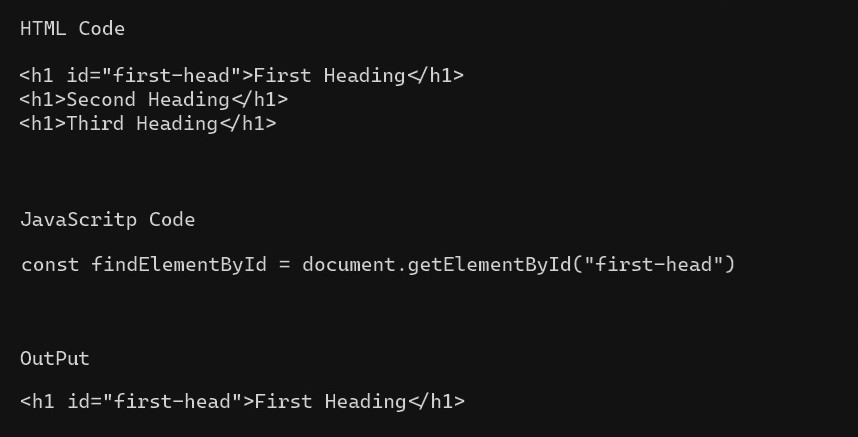 HTML Code
<h1 id="first-head">First Heading</h1>
<h1>Second Heading</h1>
<h1>Third Heading</h1>
JavaScritp Code
const findElementById = document.getElementById("first-head")
OutPut
<h1 id="first-head">First Heading</h1>